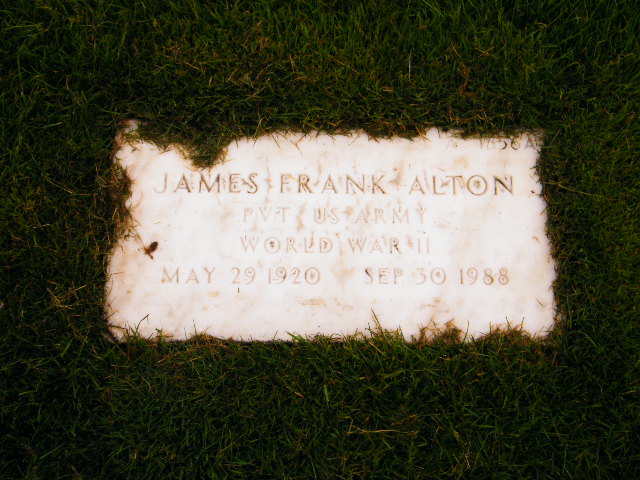 JAMES FRANK ALTON
PVT US ARMY
WORLD WAR II
MAY 29 1920 SEP 30 1988